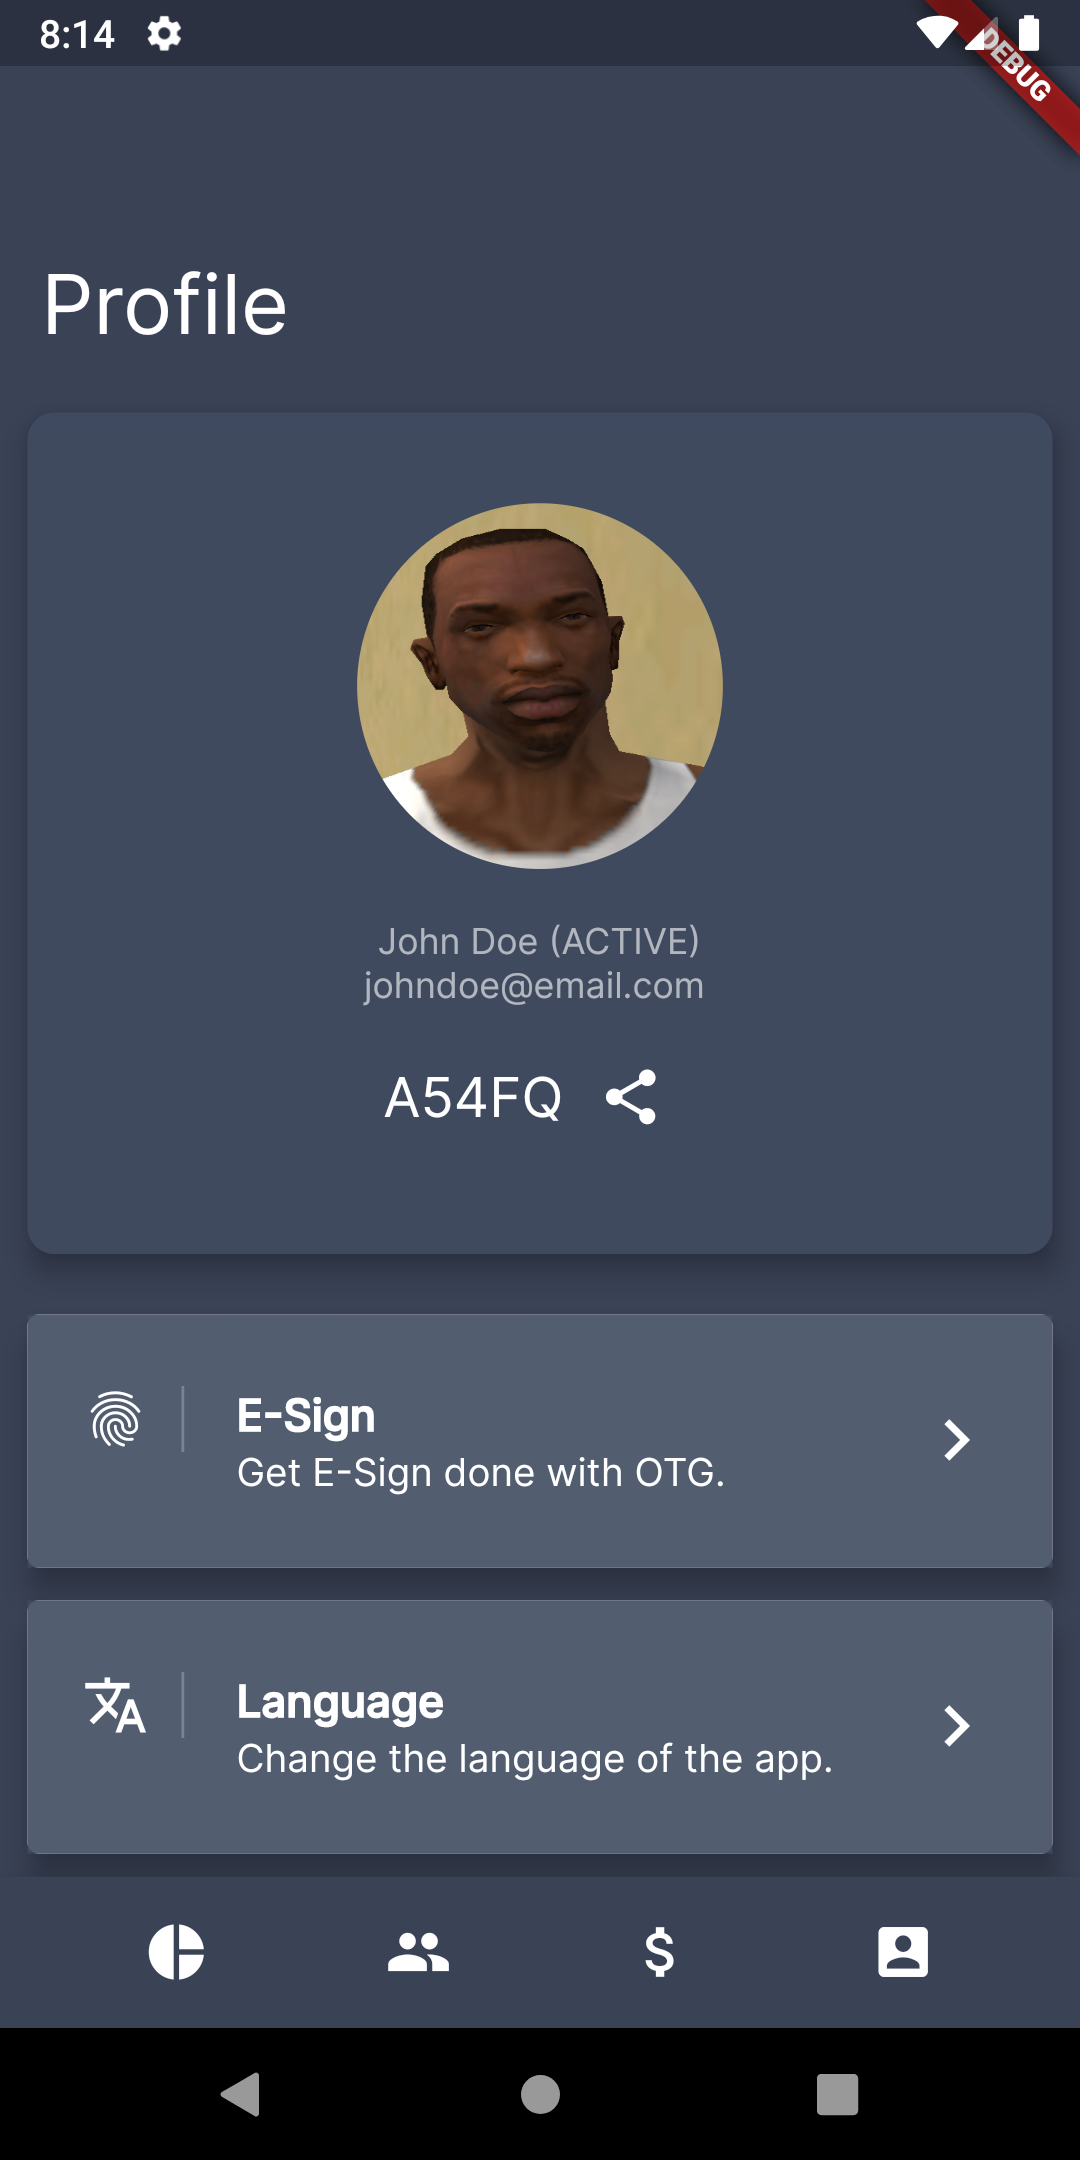 8:14
DEBUG
Profile
John Doe (ACTIVE)
johndoe@email.com
A54FQ
E-Sign
Get E-Sign done with OTG.
Language
Change the language of the app.